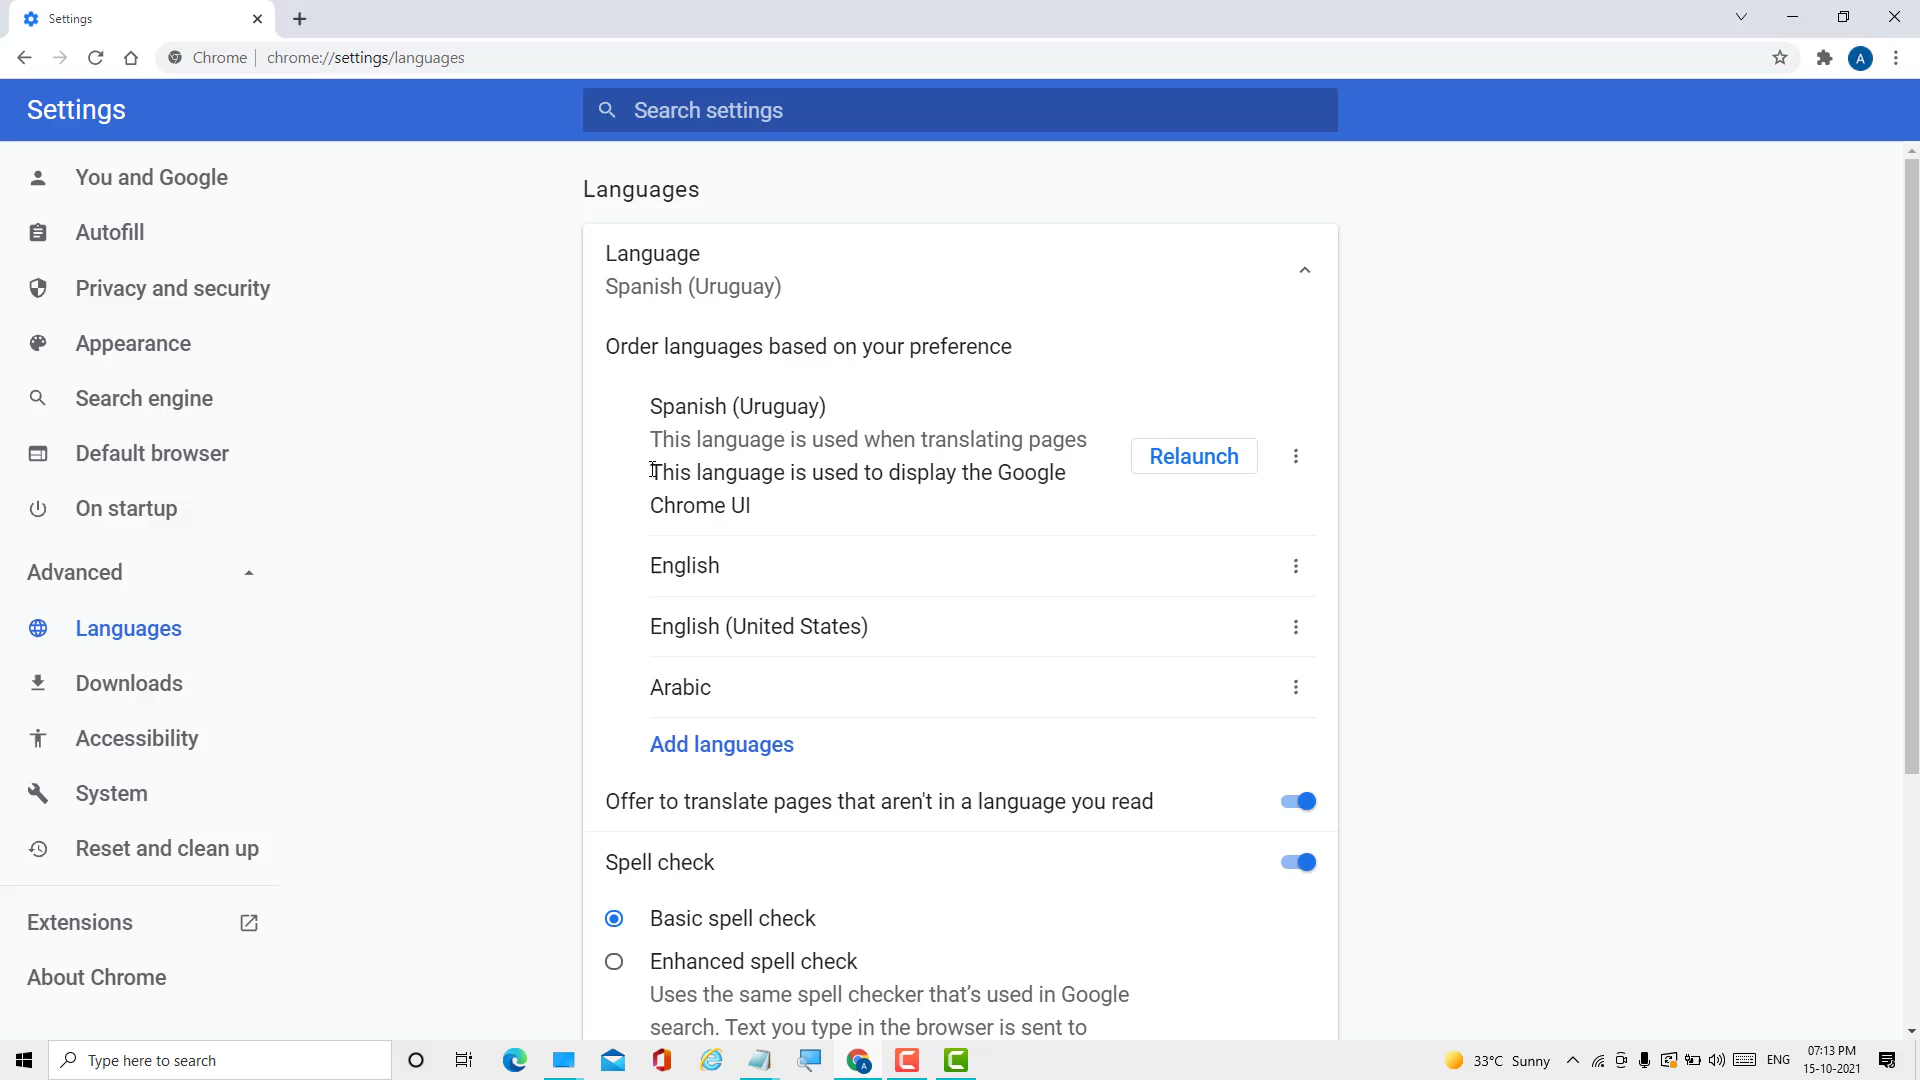 Settings
Chrome
chrome://settings/languages
A
Settings
Search settings
You and Google
Autofill
Privacy and security
Appearance
Search engine
Default browser
On startup
Advanced
Languages
Downloads
Accessibility
System
Reset and clean up
Extensions
About Chrome
Languages
Language
Spanish (Uruguay)
Order languages based on your preference
Spanish (Uruguay)
This language is used when translating pages
This language is used to display the Google
Chrome UI
Relaunch
English
English (United States)
Arabic
Add languages
Offer to translate pages that aren't in a language you read
Spell check
Basic spell check
Enhanced spell check
Uses the same spell checker that’s used in Google
search. Text you type in the browser is sent to
Type here to search
A
33°C Sunny
ENG
07:13 PM
15-10-2021